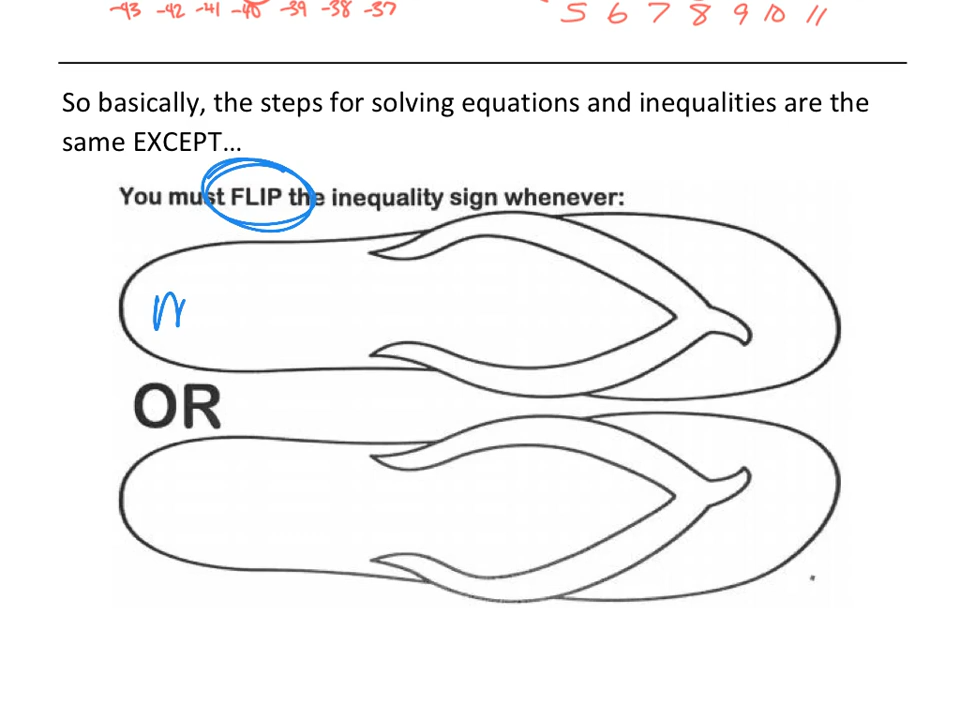 -43 -42 -41 -40 -39 -38 -37
5 6 7 8 9 10 11
So basically, the steps for solving equations and inequalities are the
same EXCEPT…
You must FLIP the inequality sign whenever:
OR